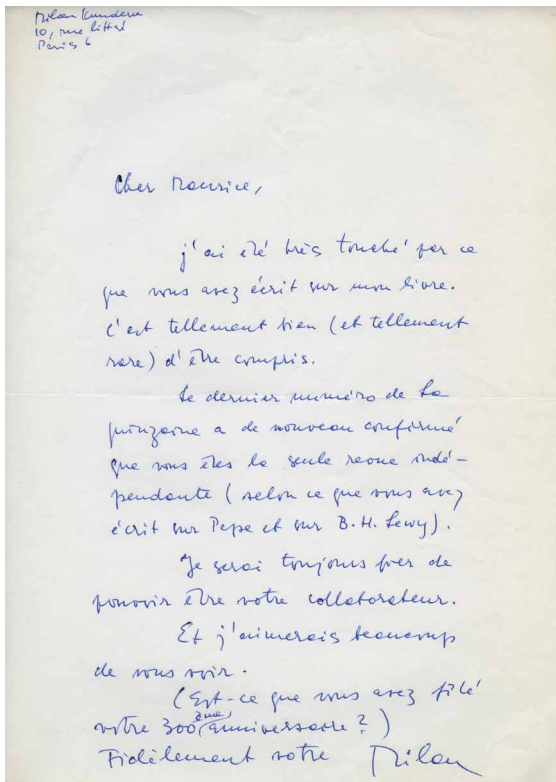 Milan Kundera
10, rue Littré
Paris 6
Cher Maurice,
j'ai été très touché par ce
que vous avez écrit sur mon livre.
C'est tellement bien (et tellement
rare) d'être compris.
Le dernier numéro de La
quinzaine a de nouveau confirmé
que vous êtes la seule revue indé-
pendante (selon ce que vous avez
écrit sur Pepe et sur B.H. Lewy).
Je serai toujours fier de
pouvoir être votre collaborateur.
Et j'aimerais beaucoup
de vous voir.
(Est-ce que vous avez fêté
votre 300ème anniversaire?)
Fidèlement votre Milan